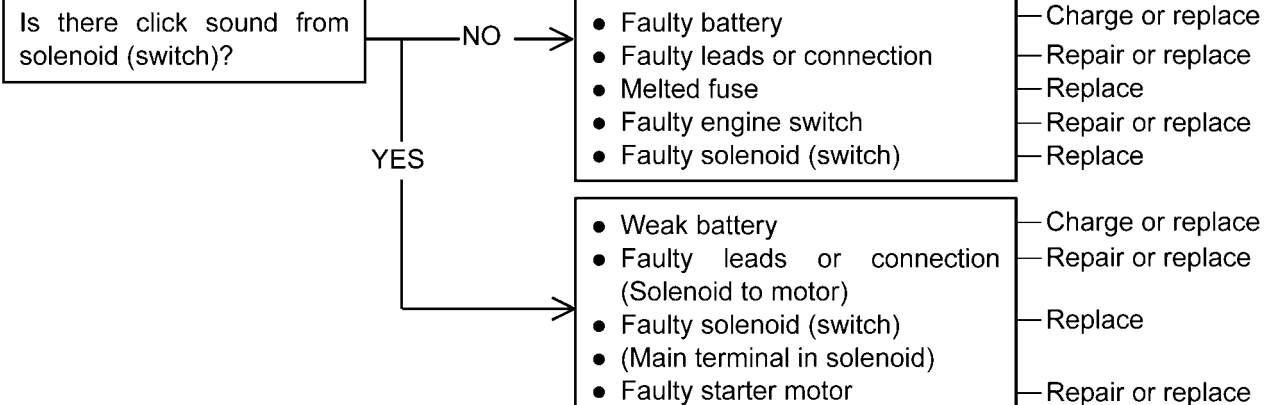 Is there click sound from
solenoid (switch)?
NO
● Faulty battery
Charge or replace
● Faulty leads or connection
Repair or replace
● Melted fuse
Replace
● Faulty engine switch
Repair or replace
● Faulty solenoid (switch)
Replace
YES
● Weak battery
Charge or replace
● Faulty leads or connection
Repair or replace
(Solenoid to motor)
● Faulty solenoid (switch)
Replace
● (Main terminal in solenoid)
● Faulty starter motor
Repair or replace